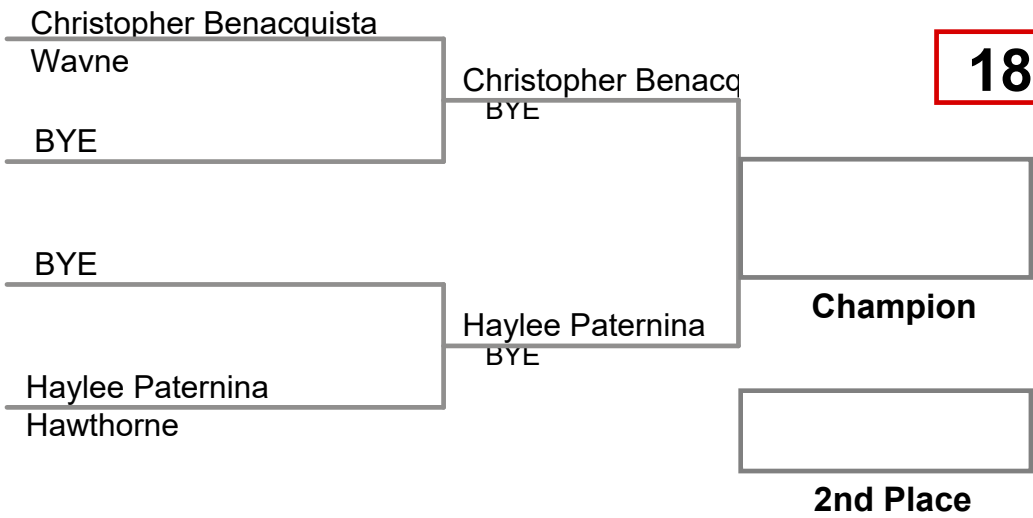 Christopher Benacquista
Wavne
Christopher Benacq
18
BYE
BYE
BYE
Champion
Haylee Paternina
BYE
Haylee Paternina
Hawthorne
2nd Place